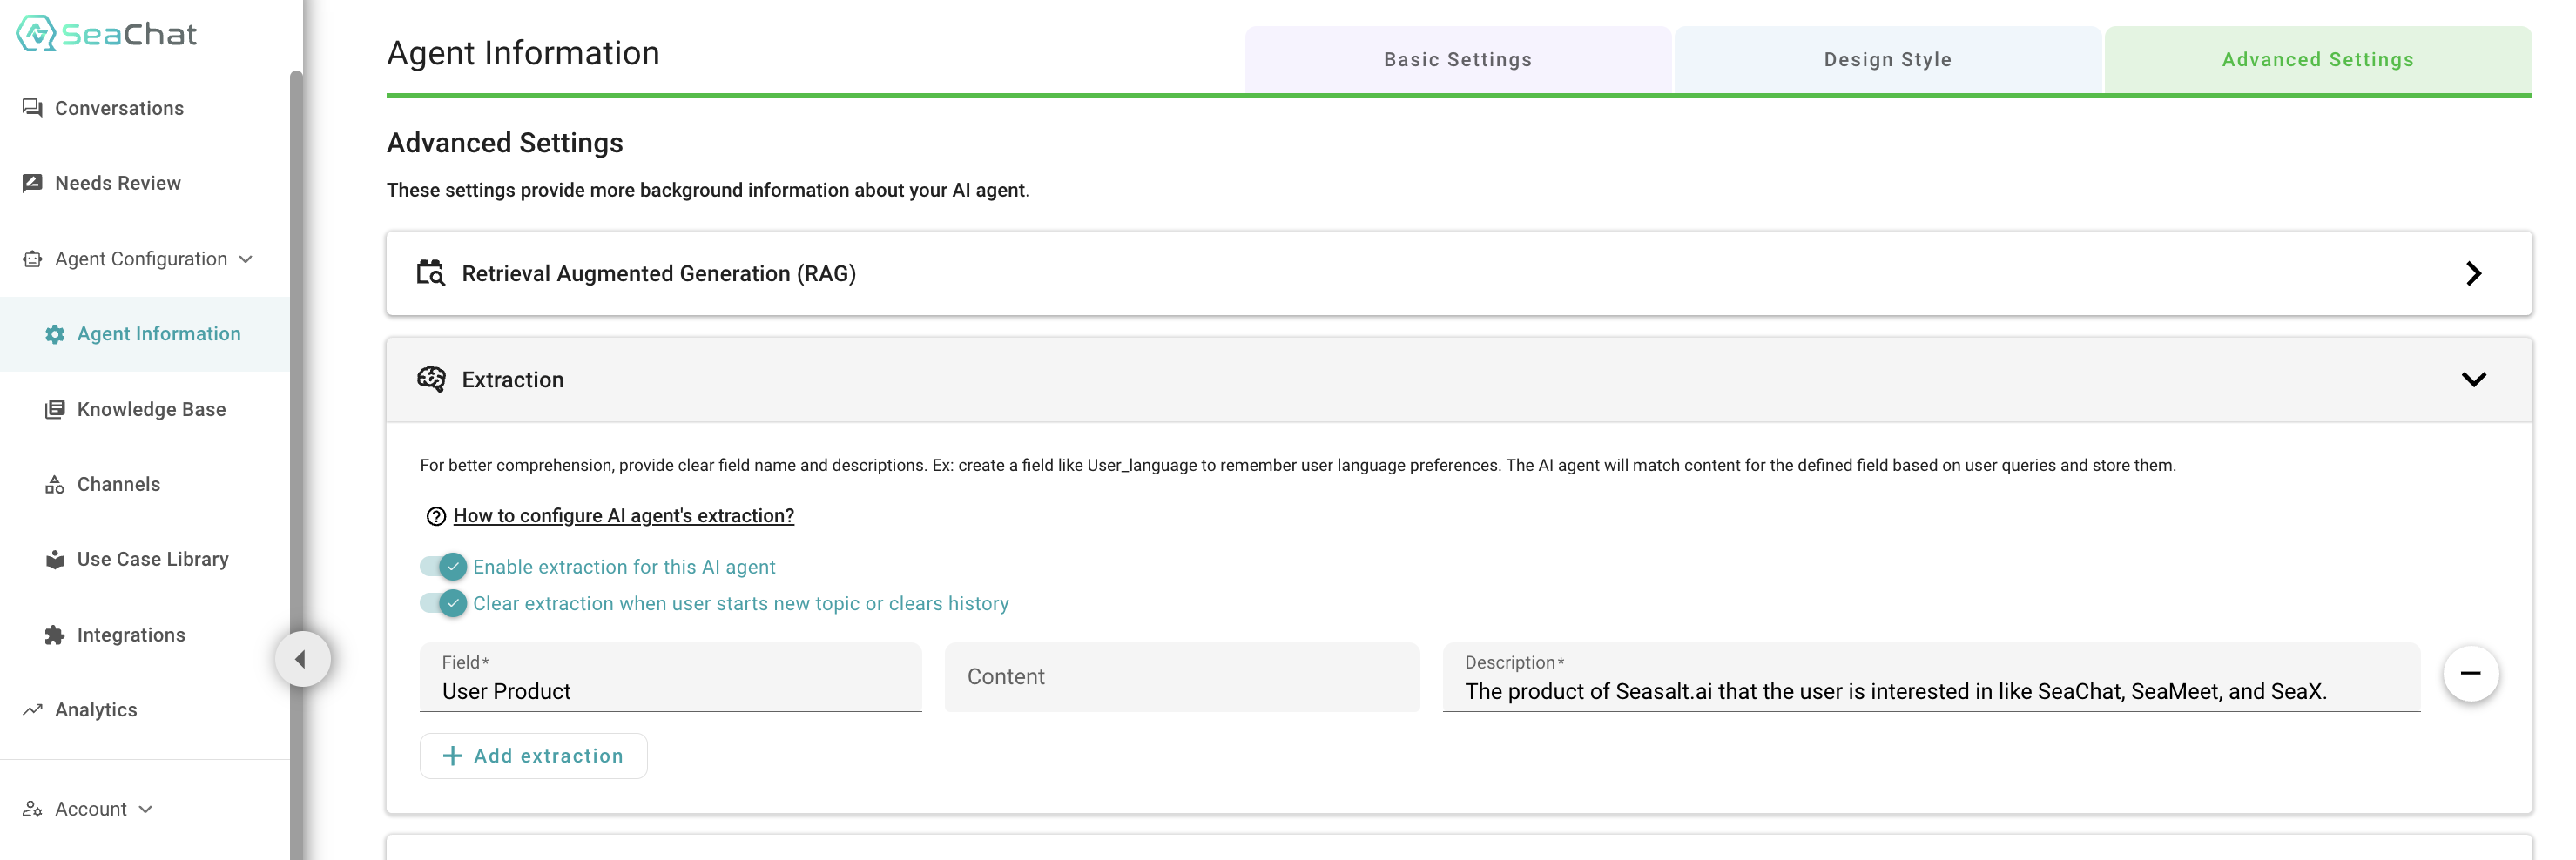 SeaChat
Conversations
Needs Review
Agent Configuration
Agent Information
Knowledge Base
Channels
Use Case Library
Integrations
Analytics
Account
Agent Information
Basic Settings
Design Style
Advanced Settings
Advanced Settings
These settings provide more background information about your AI agent.
Retrieval Augmented Generation (RAG)
Extraction
For better comprehension, provide clear field name and descriptions. Ex: create a field like User_language to remember user language preferences. The AI agent will match content for the defined field based on user queries and store them.
How to configure AI agent's extraction?
Enable extraction for this AI agent
Clear extraction when user starts new topic or clears history
Field*
User Product
Content
Description*
The product of Seasalt.ai that the user is interested in like SeaChat, SeaMeet, and SeaX.
Add extraction